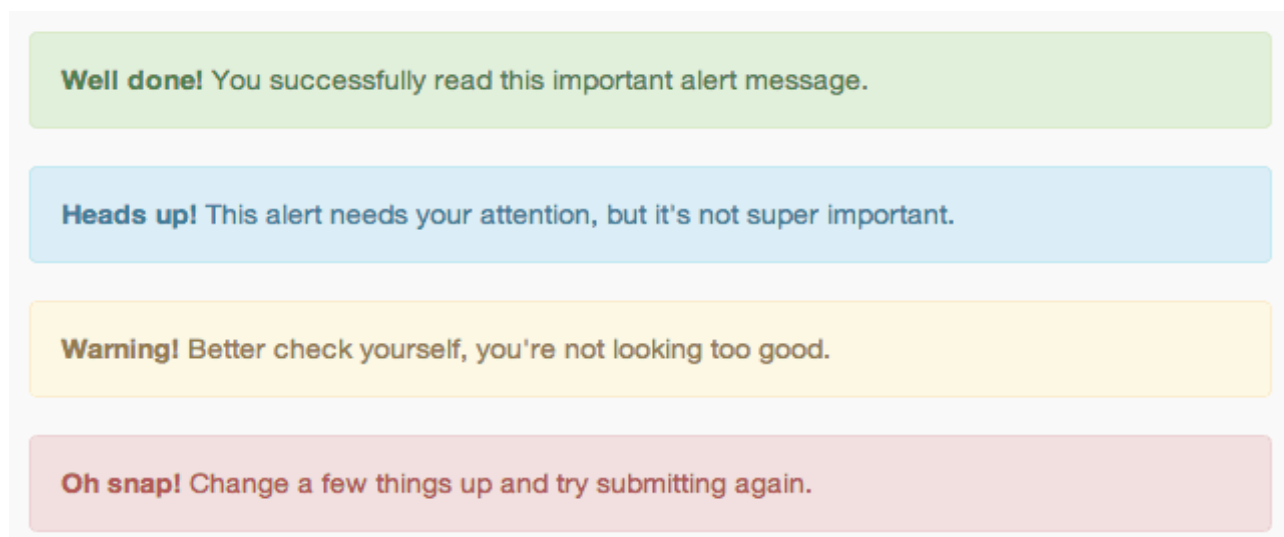 Well done! You successfully read this important alert message.
Heads up! This alert needs your attention, but it's not super important.
Warning! Better check yourself, you're not looking too good.
Oh snap! Change a few things up and try submitting again.